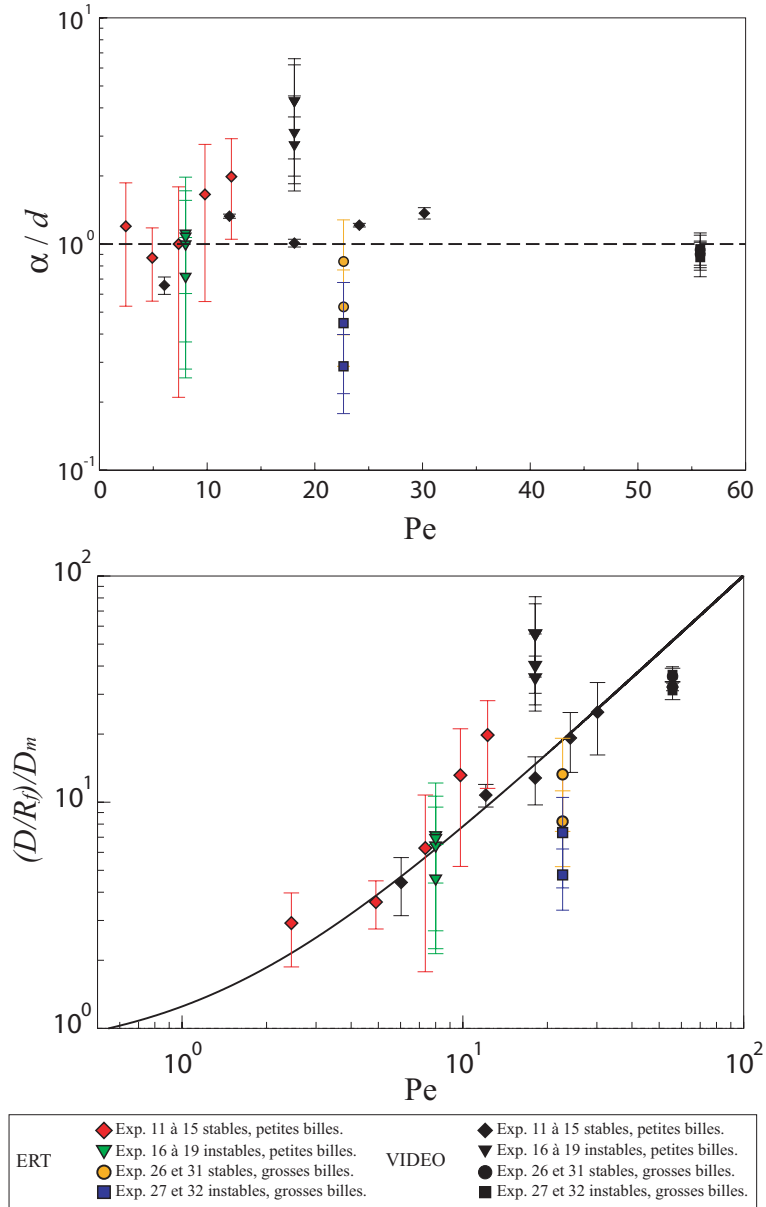 10^1
10^0
10^-1
α / d
0 10 20 30 40 50 60
Pe
10^2
10^1
10^0
(D/R_f)/D_m
10^0 10^1 10^2
Pe
ERT
Exp. 11 à 15 stables, petites billes.
Exp. 16 à 19 instables, petites billes.
Exp. 26 et 31 stables, grosses billes.
Exp. 27 et 32 instables, grosses billes.
VIDEO
Exp. 11 à 15 stables, petites billes.
Exp. 16 à 19 instables, petites billes.
Exp. 26 et 31 stables, grosses billes.
Exp. 27 et 32 instables, grosses billes.